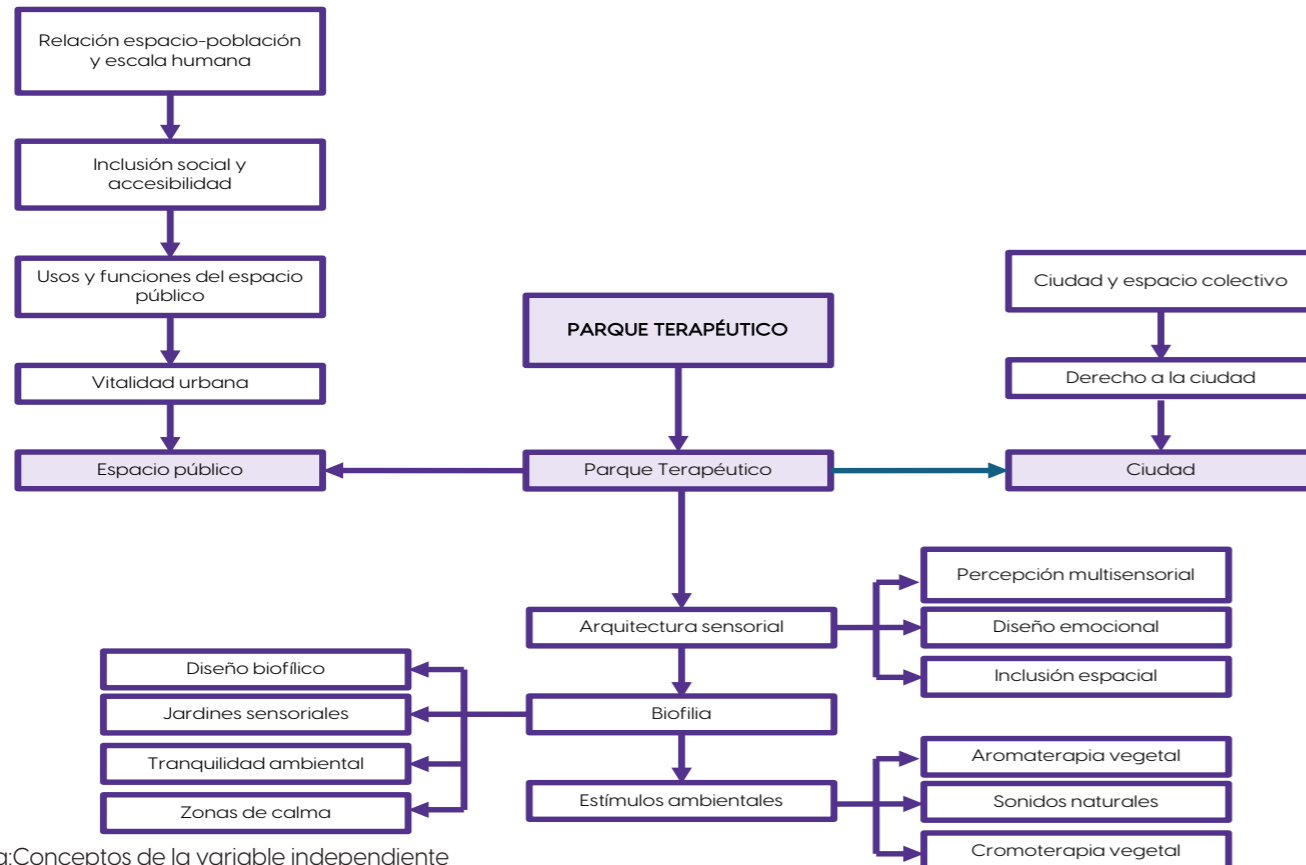 Relación espacio-población
y escala humana
Inclusión social y
accesibilidad
Usos y funciones del espacio
público
Vitalidad urbana
Espacio público
PARQUE TERAPÉUTICO
Parque Terapéutico
Ciudad y espacio colectivo
Derecho a la ciudad
Ciudad
Arquitectura sensorial
Percepción multisensorial
Diseño emocional
Inclusión espacial
Biofilia
Diseño biofílico
Jardines sensoriales
Tranquilidad ambiental
Zonas de calma
Estímulos ambientales
Aromaterapia vegetal
Sonidos naturales
Cromoterapia vegetal
a:Conceptos de la variable independiente